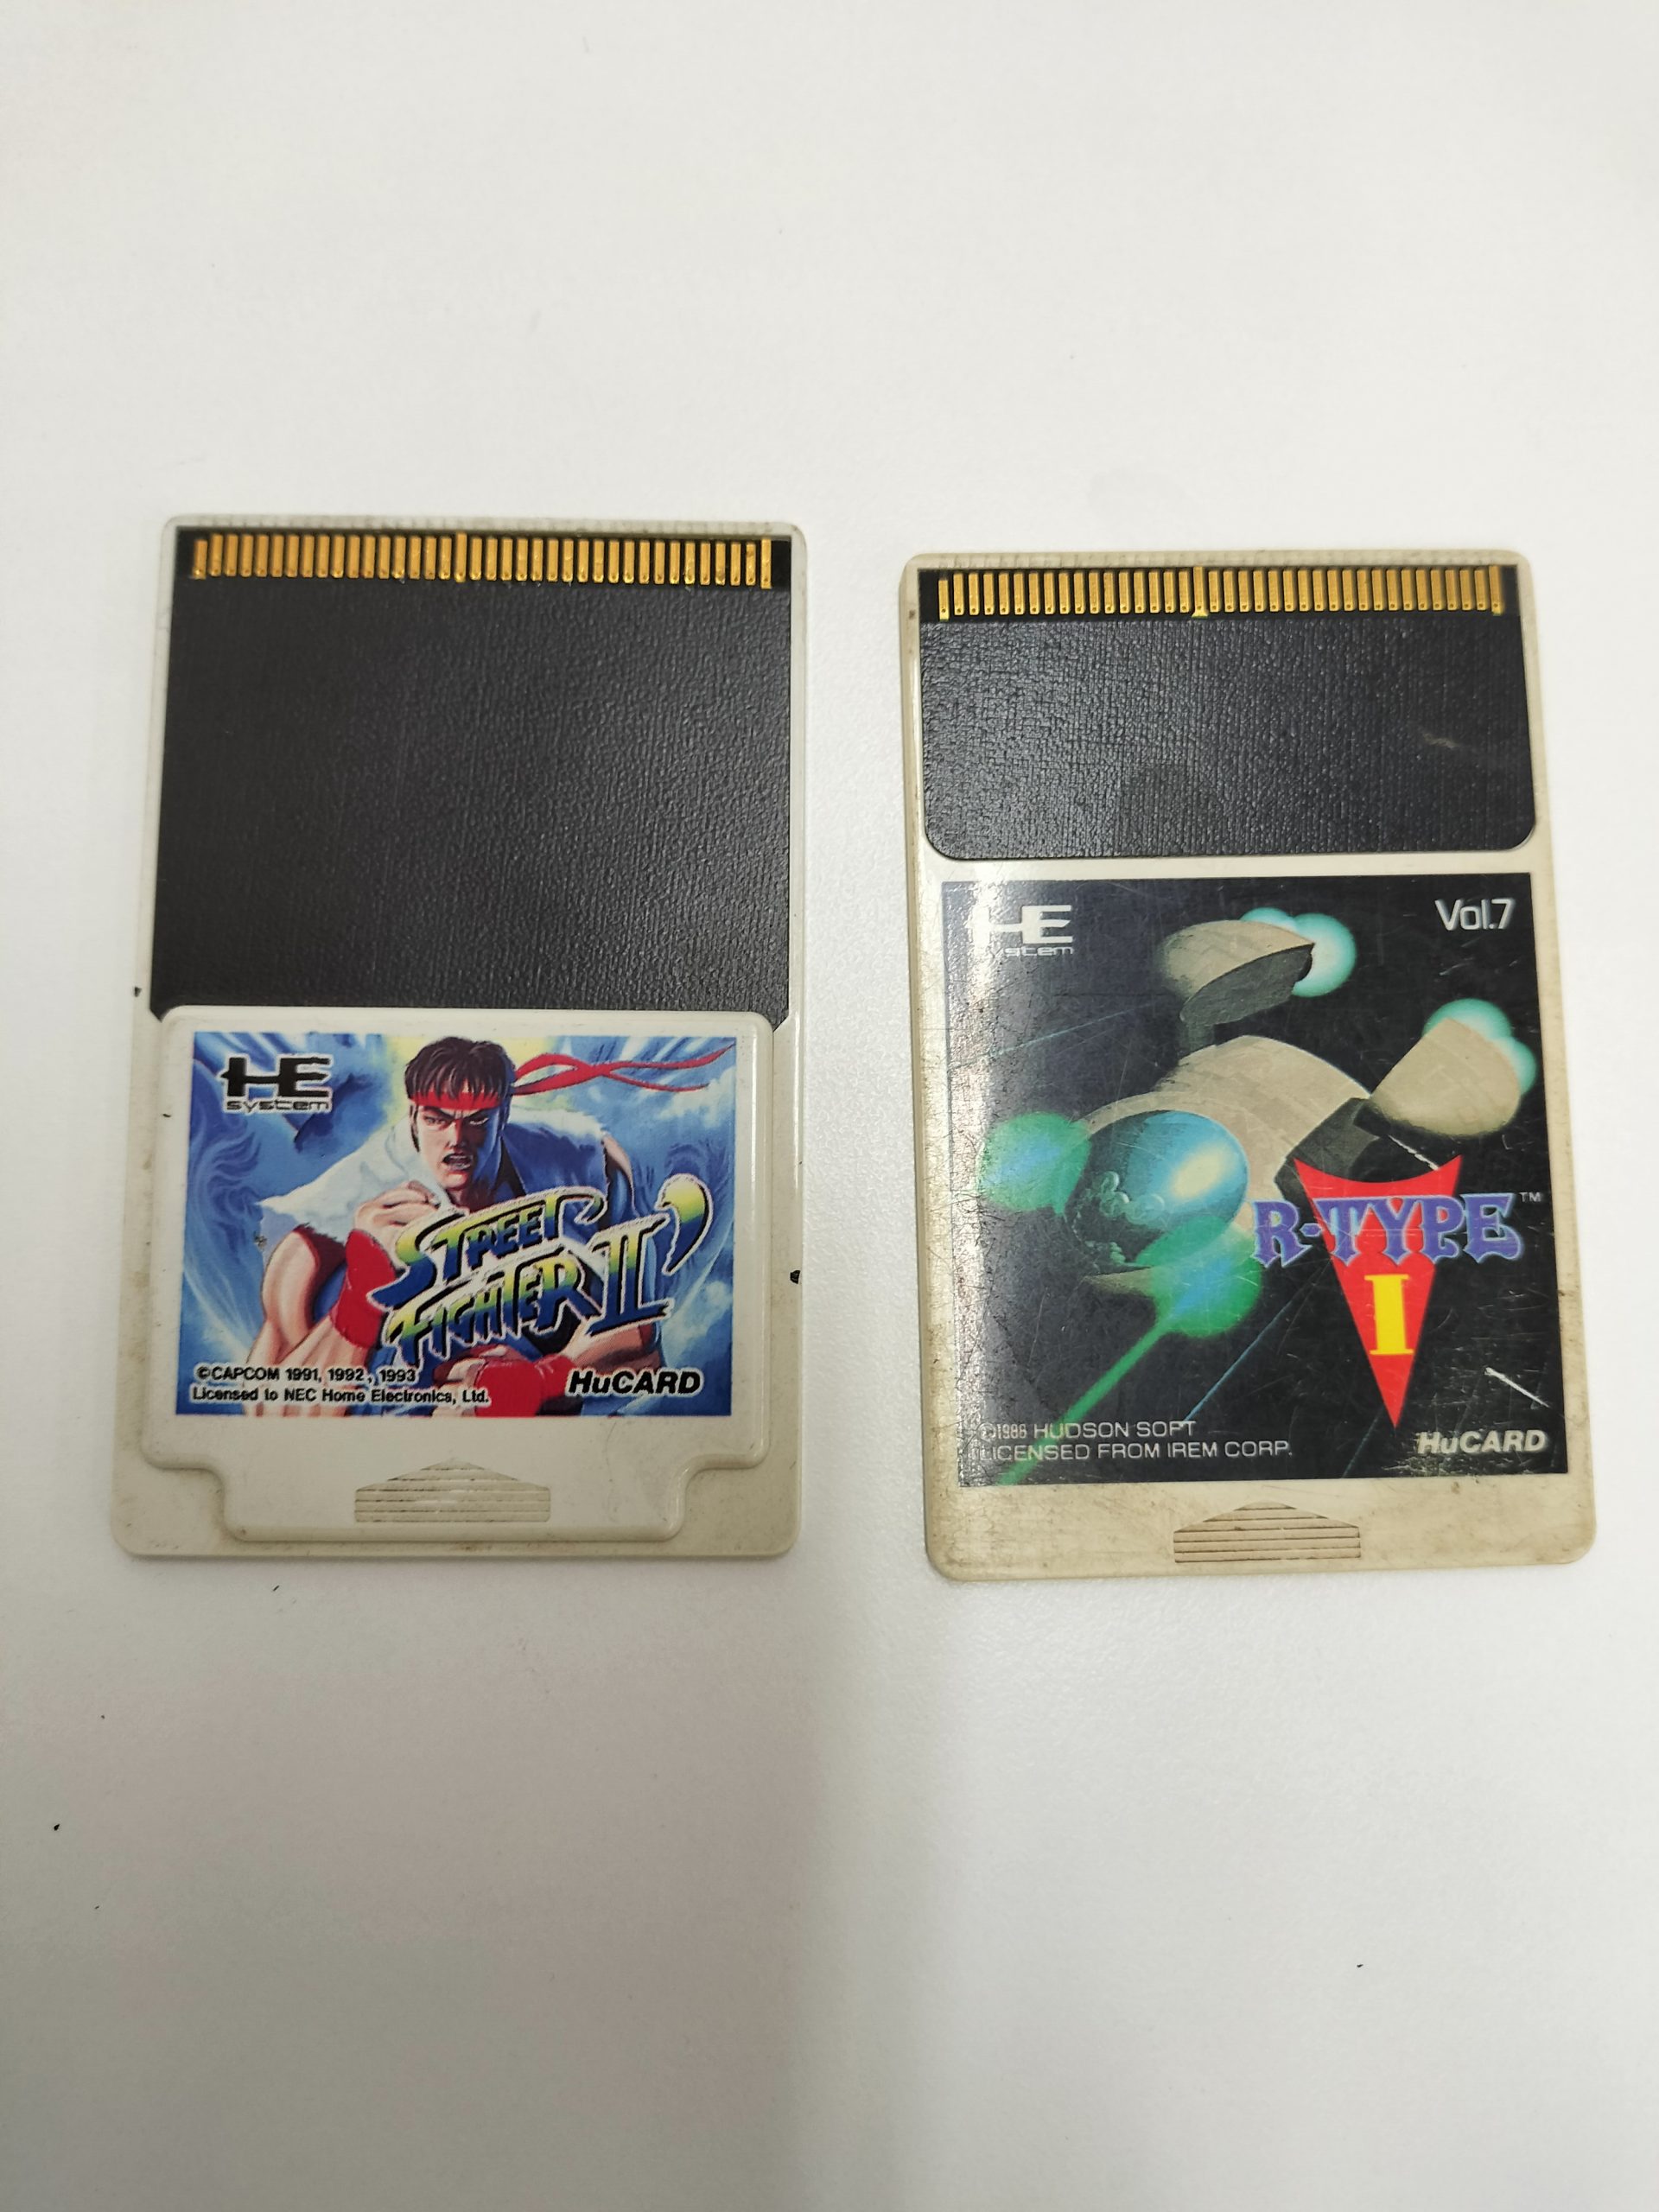 HE
system
STREET
FIGHTER II'
©CAPCOM 1991, 1992, 1993
Licensed to NEC Home Electronics, Ltd.
HuCARD
HE
system
Vol.7
R-TYPE™
I
©1988 HUDSON SOFT
LICENSED FROM IREM CORP.
HuCARD